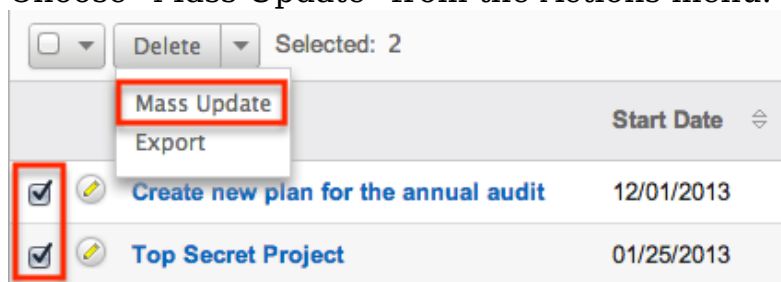 Choose "Mass Update" from the Actions menu.
Delete Selected: 2
Mass Update
Start Date
Export
Create new plan for the annual audit 12/01/2013
Top Secret Project 01/25/2013